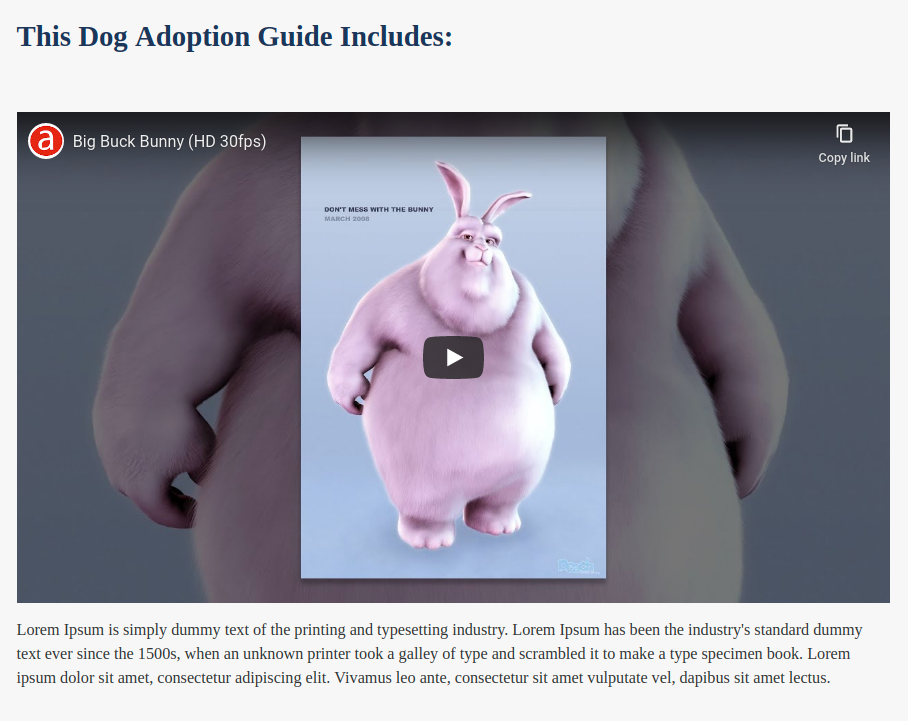 This Dog Adoption Guide Includes:
a
Big Buck Bunny (HD 30fps)
Copy link
DON'T MESS WITH THE BUNNY
MARCH 2008
Lorem Ipsum is simply dummy text of the printing and typesetting industry. Lorem Ipsum has been the industry's standard dummy
text ever since the 1500s, when an unknown printer took a galley of type and scrambled it to make a type specimen book. Lorem
ipsum dolor sit amet, consectetur adipiscing elit. Vivamus leo ante, consectetur sit amet vulputate vel, dapibus sit amet lectus.